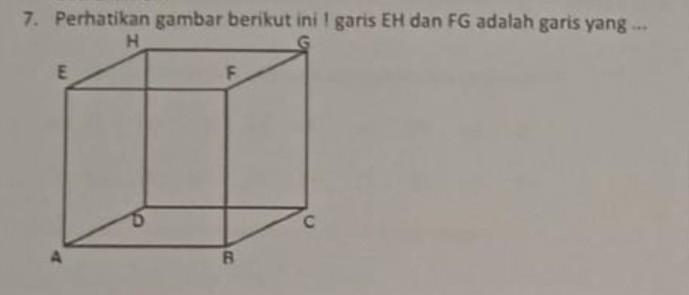 7. Perhatikan gambar berikut ini ! garis EH dan FG adalah garis yang ...
H G
E F
D C
A B